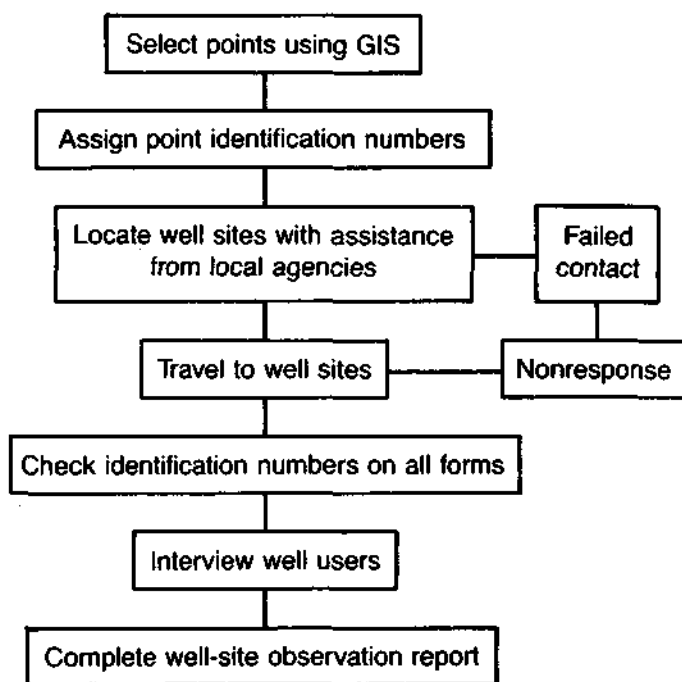 Select points using GIS
Assign point identification numbers
Locate well sites with assistance
from local agencies
Failed
contact
Travel to well sites
Nonresponse
Check identification numbers on all forms
Interview well users
Complete well-site observation report